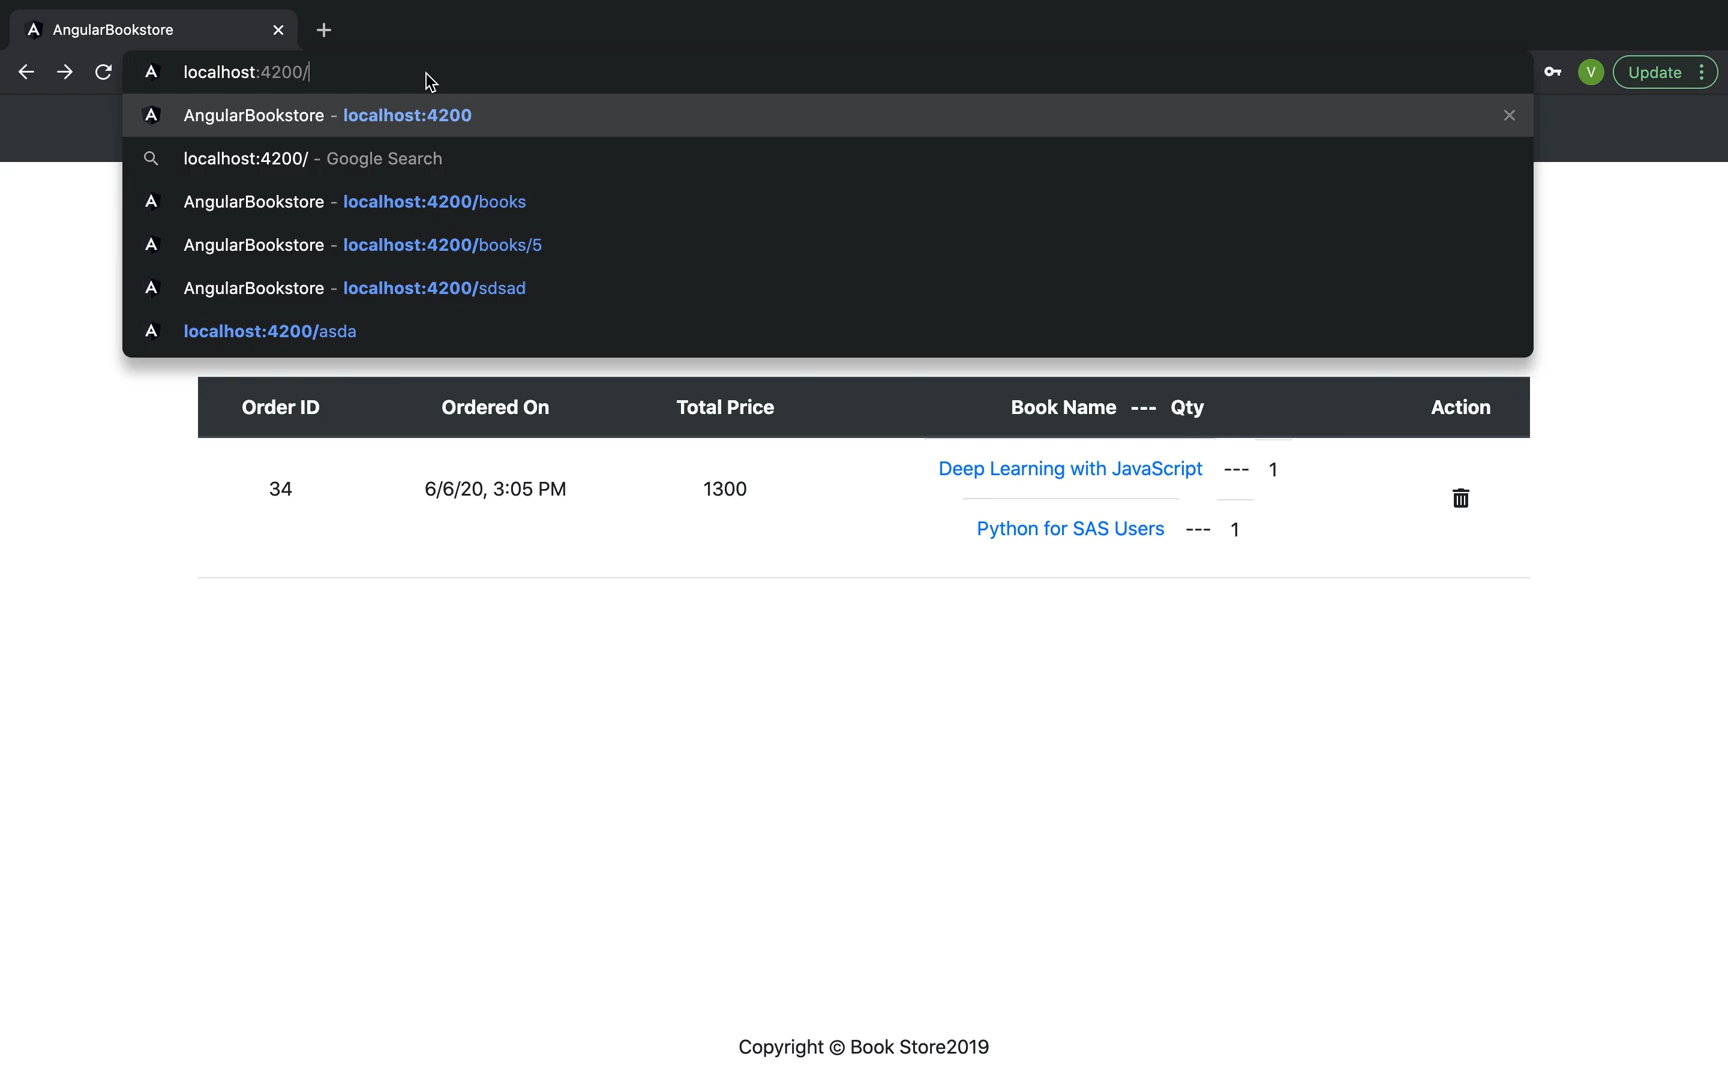 AngularBookstore
localhost:4200/
V
Update
AngularBookstore - localhost:4200
localhost:4200/ - Google Search
AngularBookstore - localhost:4200/books
AngularBookstore - localhost:4200/books/5
AngularBookstore - localhost:4200/sdsad
localhost:4200/asda
Order ID Ordered On Total Price Book Name --- Qty Action
Deep Learning with JavaScript --- 1
34 6/6/20, 3:05 PM 1300
Python for SAS Users --- 1
Copyright © Book Store2019